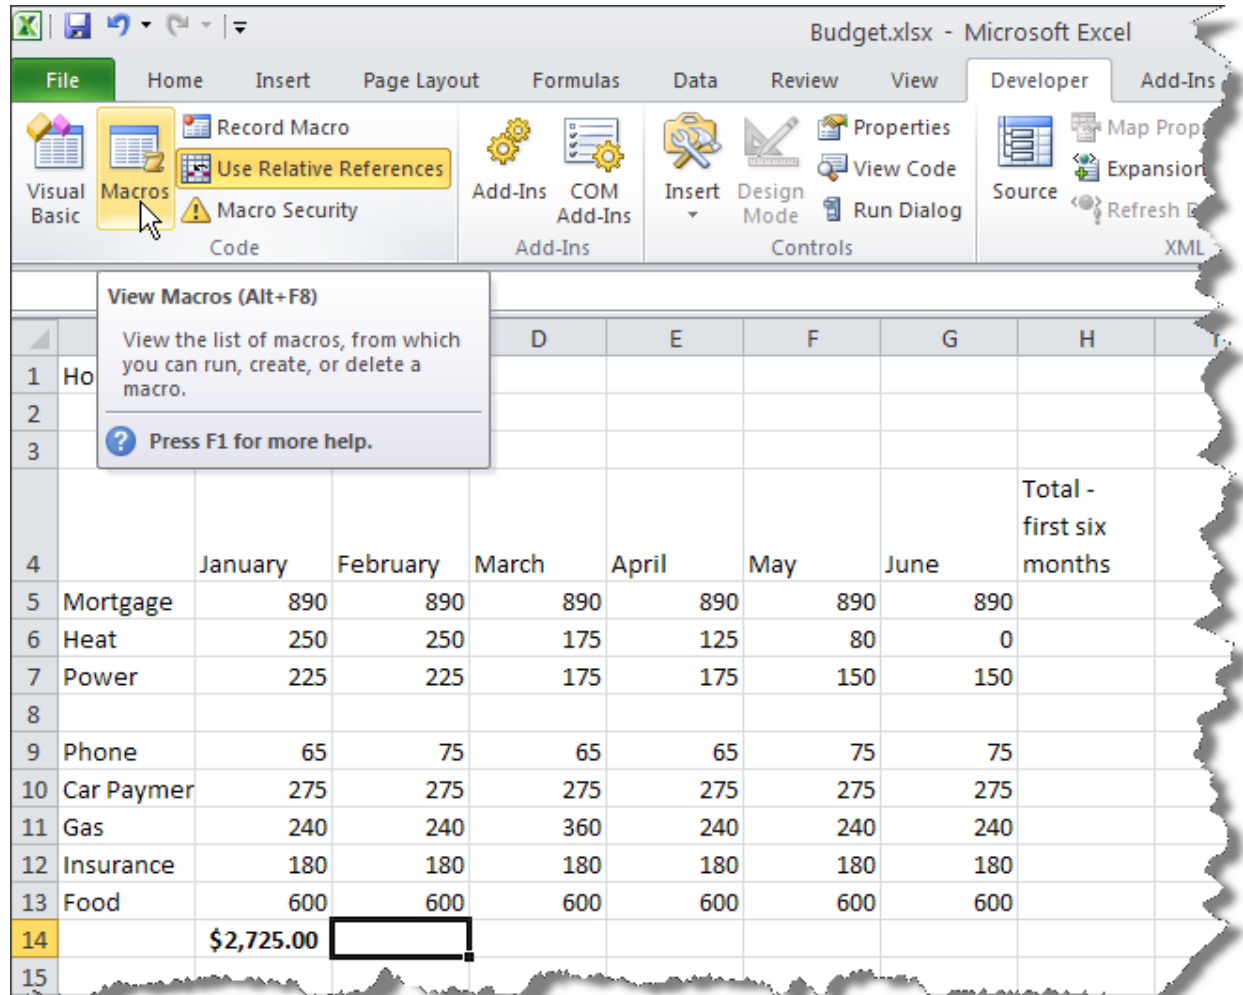 Budget.xlsx - Microsoft Excel
File Home Insert Page Layout Formulas Data Review View Developer Add-Ins
Visual Basic
Macros
Record Macro
Use Relative References
Macro Security
Code
Add-Ins
COM Add-Ins
Add-Ins
Insert
Design Mode
Properties
View Code
Run Dialog
Controls
Source
Map
Expansion
Refresh
XML
View Macros (Alt+F8)
View the list of macros, from which
you can run, create, or delete a
macro.
Press F1 for more help.
D E F G H
1 Ho
2
3
Total -
first six
4 January February March April May June months
5 Mortgage 890 890 890 890 890 890
6 Heat 250 250 175 125 80 0
7 Power 225 225 175 175 150 150
8
9 Phone 65 75 65 65 75 75
10 Car Paymer 275 275 275 275 275 275
11 Gas 240 240 360 240 240 240
12 Insurance 180 180 180 180 180 180
13 Food 600 600 600 600 600 600
14 $2,725.00
15